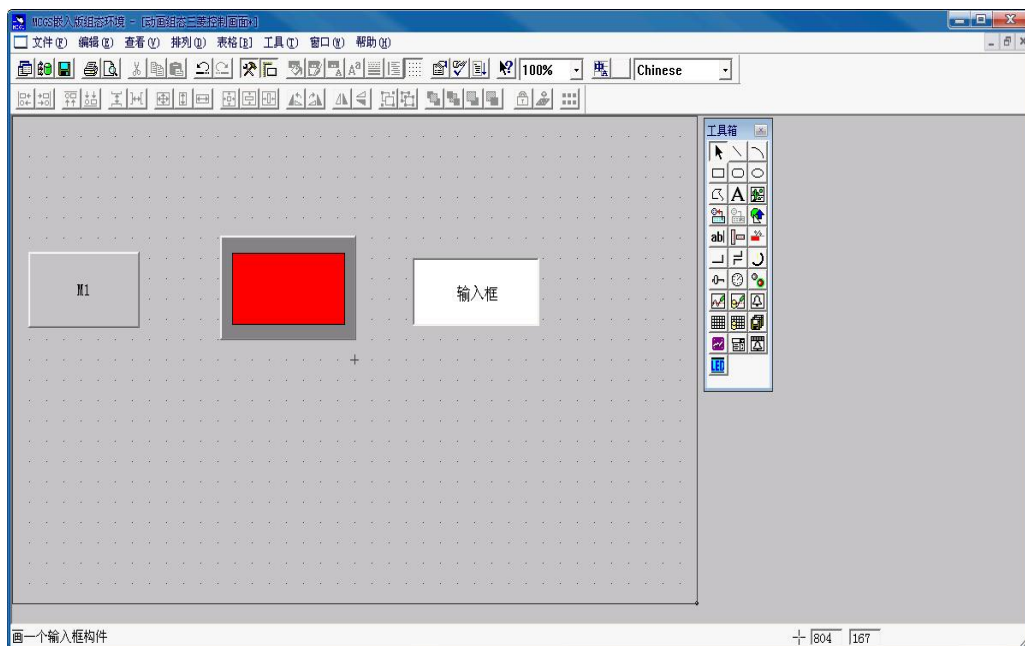 MCGS嵌入版组态环境 - [动画组态三菱控制画面*]
文件(F) 编辑(E) 查看(V) 排列(D) 表格[B] 工具(T) 窗口(W) 帮助(H)
100% Chinese
工具箱
A
ab|
M1
输入框
LED
画一个输入框构件
804 167